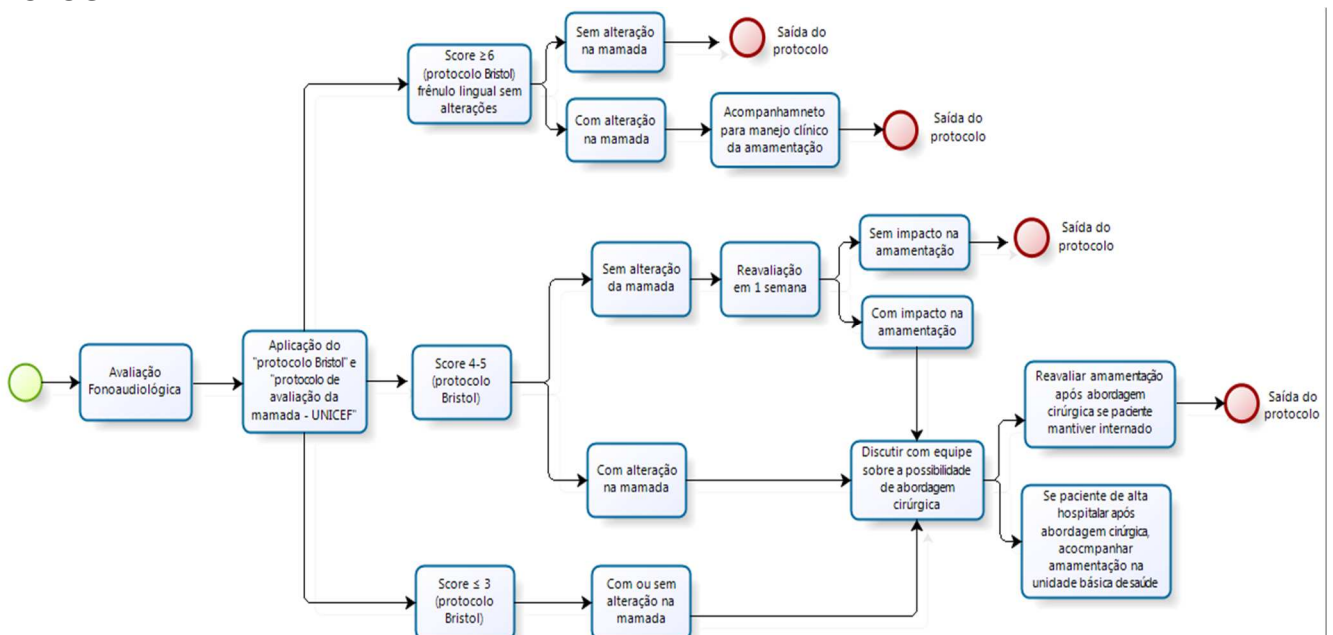 Avaliação
Fonoaudiológica
Aplicação do
"protocolo Bristol" e
"protocolo de
avaliação da
mamada - UNICEF"
Score ≥6
(protocolo Bristol)
frênulo lingual sem
alterações
Sem alteração
na mamada
Saída do
protocolo
Com alteração
na mamada
Acompanhamneto
para manejo clínico
da amamentação
Saída do
protocolo
Score 4-5
(protocolo
Bristol)
Sem alteração
da mamada
Reavaliação
em 1 semana
Sem impacto na
amamentação
Saída do
protocolo
Com impacto na
amamentação
Com alteração
na mamada
Discutir com equipe
sobre a possibilidade
de abordagem
cirúrgica
Reavaliar amamentação
após abordagem
cirúrgica se paciente
mantiver internado
Saída do
protocolo
Se paciente de alta
hospitalar após
abordagem cirúrgica,
acocmpanhar
amamentação na
unidade básica de saúde
Score ≤ 3
(protocolo
Bristol)
Com ou sem
alteração na
mamada